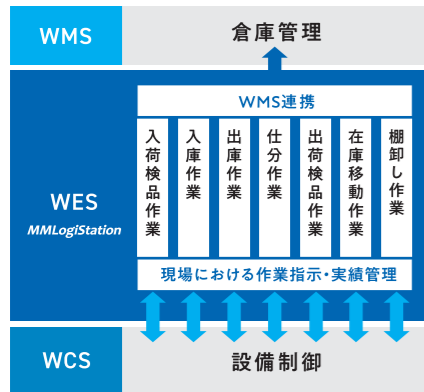 WMS
倉庫管理
WES
MMLogiStation
WMS連携
入荷検品作業
入庫作業
出庫作業
仕分作業
出荷検品作業
在庫移動作業
棚卸し作業
現場における作業指示・実績管理
WCS
設備制御